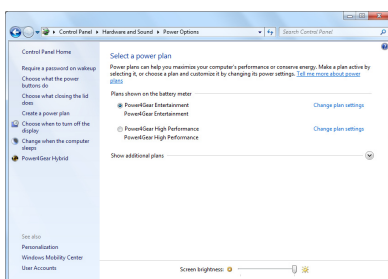 Control Panel ▸ Hardware and Sound ▸ Power Options
Search Control Panel
Control Panel Home
Require a password on wakeup
Choose what the power
buttons do
Choose what closing the lid
does
Create a power plan
Choose when to turn off the
display
Change when the computer
sleeps
Power4Gear Hybrid
See also
Personalization
Windows Mobility Center
User Accounts
Select a power plan
Power plans can help you maximize your computer's performance or conserve energy. Make a plan active by
selecting it, or choose a plan and customize it by changing its power settings. Tell me more about power
plans
Plans shown on the battery meter
Power4Gear Entertainment Change plan settings
Power4Gear Entertainment
Power4Gear High Performance Change plan settings
Power4Gear High Performance
Show additional plans
Screen brightness: